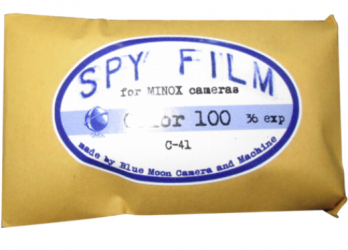 SPY FILM
for MINOX cameras
Color 100 36 exp
C-41
made by Blue Moon Camera and Machine